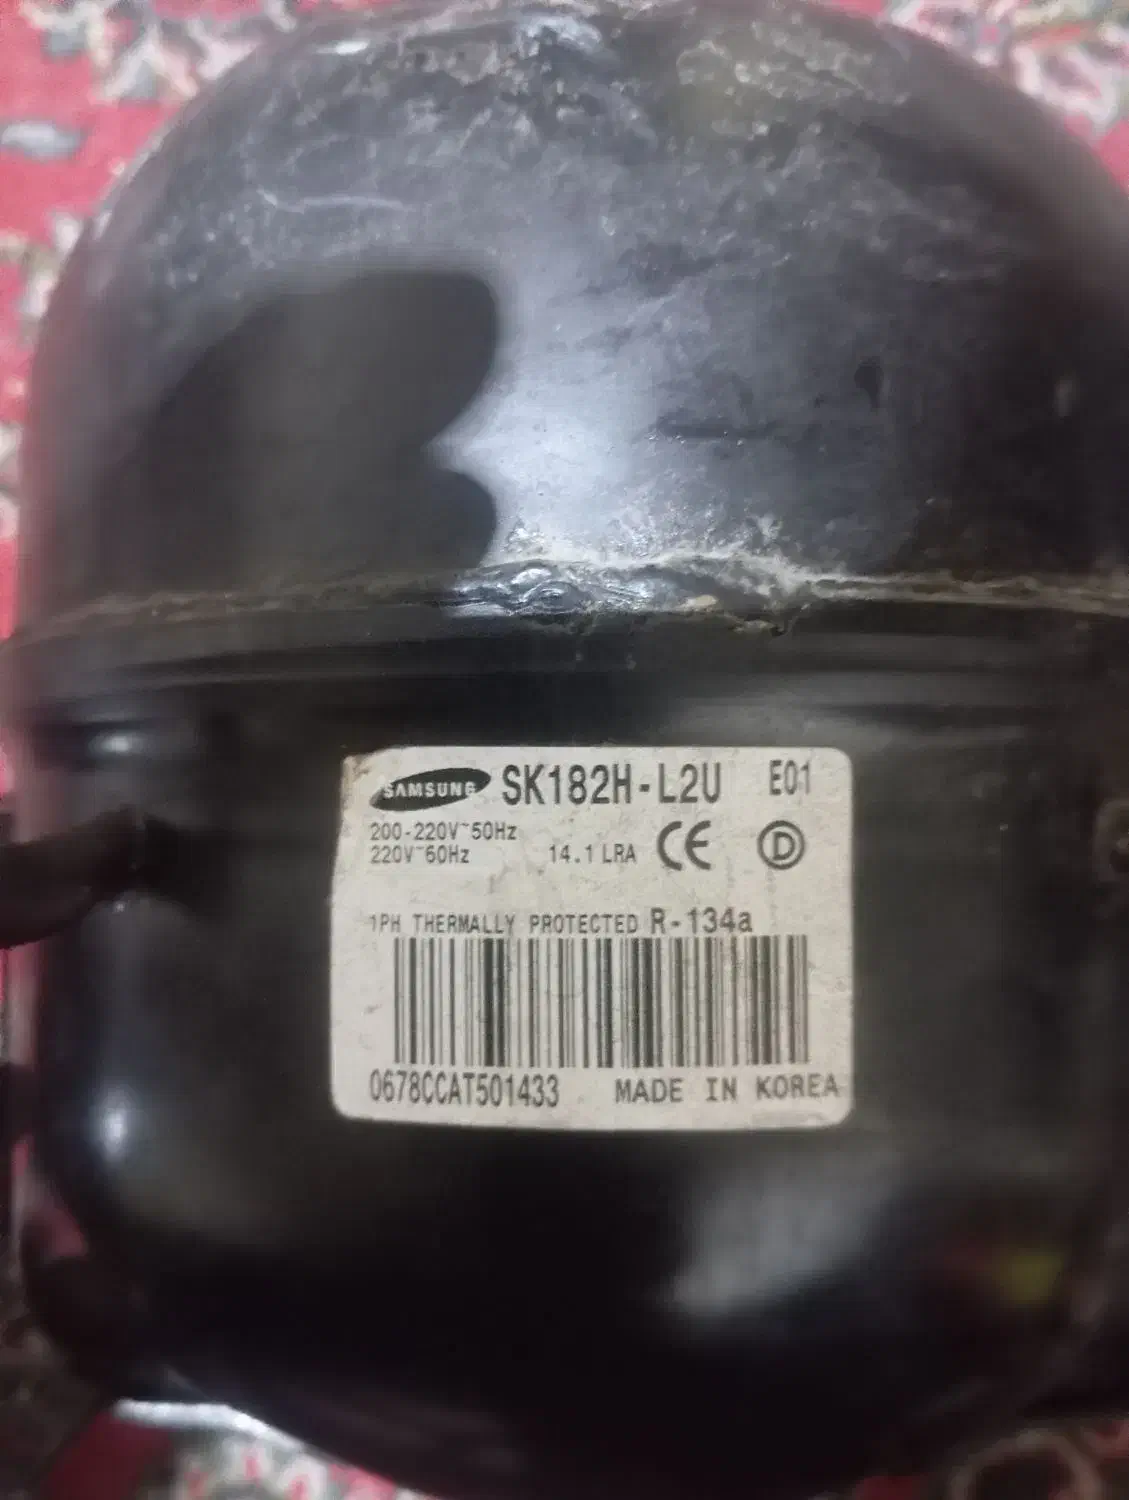 SAMSUNG SK182H-L2U E01
200-220V~50Hz
220V~60Hz 14.1 LRA CE D
1PH THERMALLY PROTECTED R-134a
0678CCAT501433 MADE IN KOREA